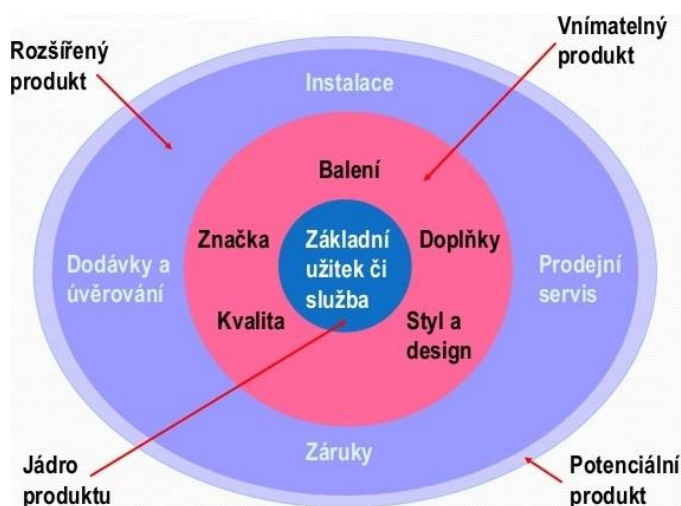 Rozšířený
produkt
Vnímatelný
produkt
Instalace
Balení
Značka
Základní
užitek či
služba
Doplňky
Dodávky a
úvěrování
Prodejní
servis
Kvalita
Styl a
design
Záruky
Jádro
produktu
Potenciální
produkt